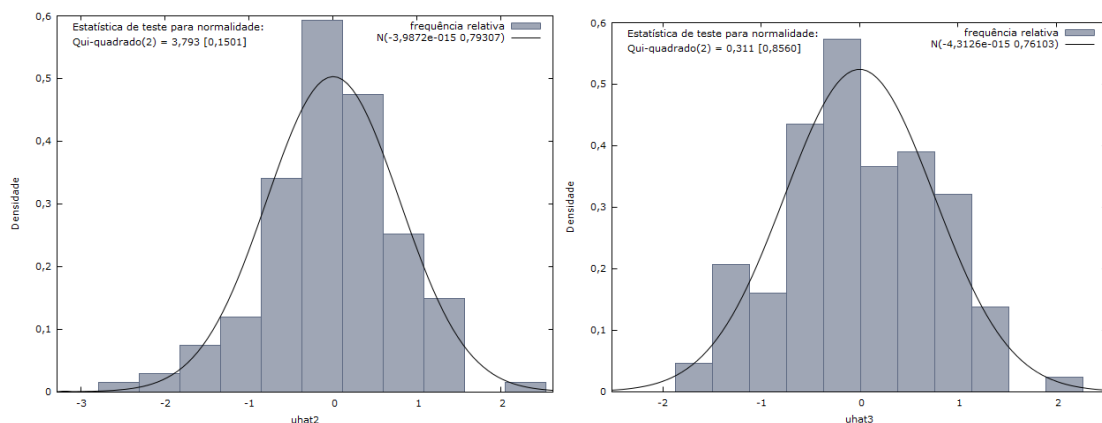 Estatística de teste para normalidade:
Qui-quadrado(2) = 3,793 [0,1501]
frequência relativa
N(-3,9872e-015 0,79307)
0,6
0,5
0,4
0,3
0,2
0,1
0
Densidade
-3
-2
-1
0
1
2
uhat2
Estatística de teste para normalidade:
Qui-quadrado(2) = 0,311 [0,8560]
frequência relativa
N(-4,3126e-015 0,76103)
0,6
0,5
0,4
0,3
0,2
0,1
0
Densidade
-2
-1
0
1
2
uhat3